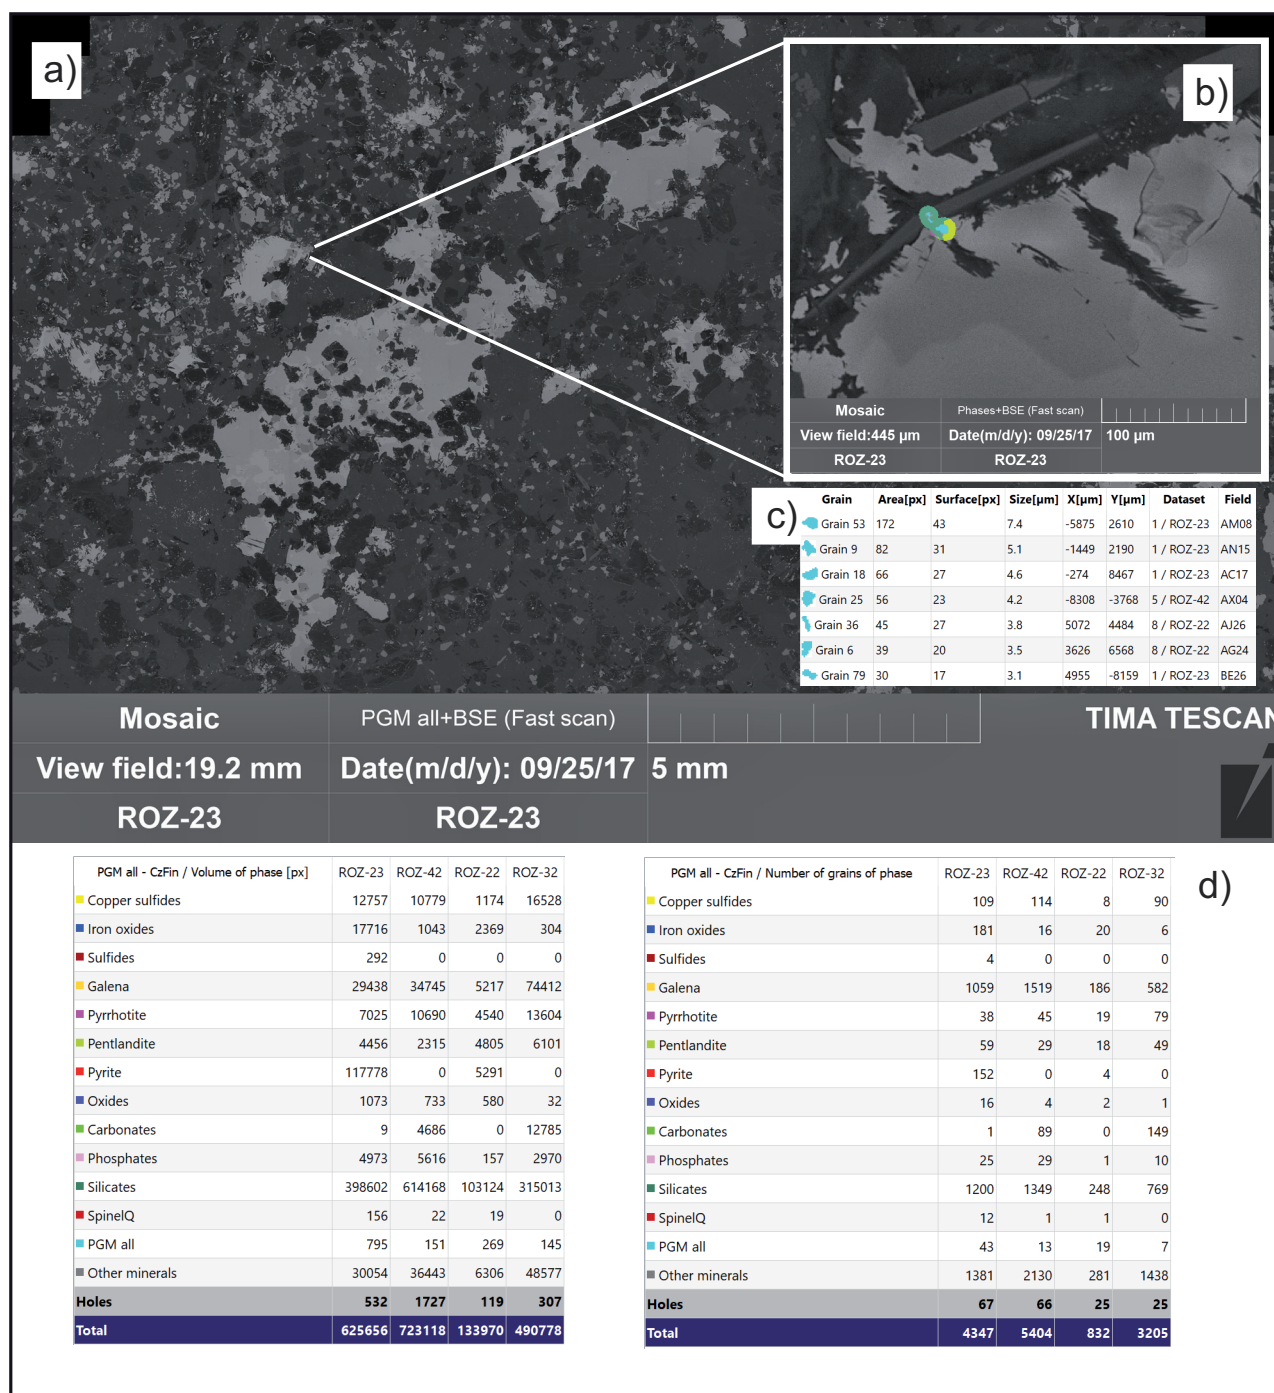 a)
b)
Mosaic Phases+BSE (Fast scan)
View field:445 µm Date(m/d/y): 09/25/17 100 µm
ROZ-23 ROZ-23
c)
Grain Area[px] Surface[px] Size[µm] X[µm] Y[µm] Dataset Field
Grain 53 172 43 7.4 -5875 2610 1 / ROZ-23 AM08
Grain 9 82 31 5.1 -1449 2190 1 / ROZ-23 AN15
Grain 18 66 27 4.6 -274 8467 1 / ROZ-23 AC17
Grain 25 56 23 4.2 -8308 -3768 5 / ROZ-42 AX04
Grain 36 45 27 3.8 5072 4484 8 / ROZ-22 AJ26
Grain 6 39 20 3.5 3626 6568 8 / ROZ-22 AG24
Grain 79 30 17 3.1 4955 -8159 1 / ROZ-23 BE26
Mosaic PGM all+BSE (Fast scan) TIMA TESCAN
View field:19.2 mm Date(m/d/y): 09/25/17 5 mm
ROZ-23 ROZ-23
PGM all - CzFin / Volume of phase [px] ROZ-23 ROZ-42 ROZ-22 ROZ-32
Copper sulfides 12757 10779 1174 16528
Iron oxides 17716 1043 2369 304
Sulfides 292 0 0 0
Galena 29438 34745 5217 74412
Pyrrhotite 7025 10690 4540 13604
Pentlandite 4456 2315 4805 6101
Pyrite 117778 0 5291 0
Oxides 1073 733 580 32
Carbonates 9 4686 0 12785
Phosphates 4973 5616 157 2970
Silicates 398602 614168 103124 315013
SpinelQ 156 22 19 0
PGM all 795 151 269 145
Other minerals 30054 36443 6306 48577
Holes 532 1727 119 307
Total 625656 723118 133970 490778
d)
PGM all - CzFin / Number of grains of phase ROZ-23 ROZ-42 ROZ-22 ROZ-32
Copper sulfides 109 114 8 90
Iron oxides 181 16 20 6
Sulfides 4 0 0 0
Galena 1059 1519 186 582
Pyrrhotite 38 45 19 79
Pentlandite 59 29 18 49
Pyrite 152 0 4 0
Oxides 16 4 2 1
Carbonates 1 89 0 149
Phosphates 25 29 1 10
Silicates 1200 1349 248 769
SpinelQ 12 1 1 0
PGM all 43 13 19 7
Other minerals 1381 2130 281 1438
Holes 67 66 25 25
Total 4347 5404 832 3205